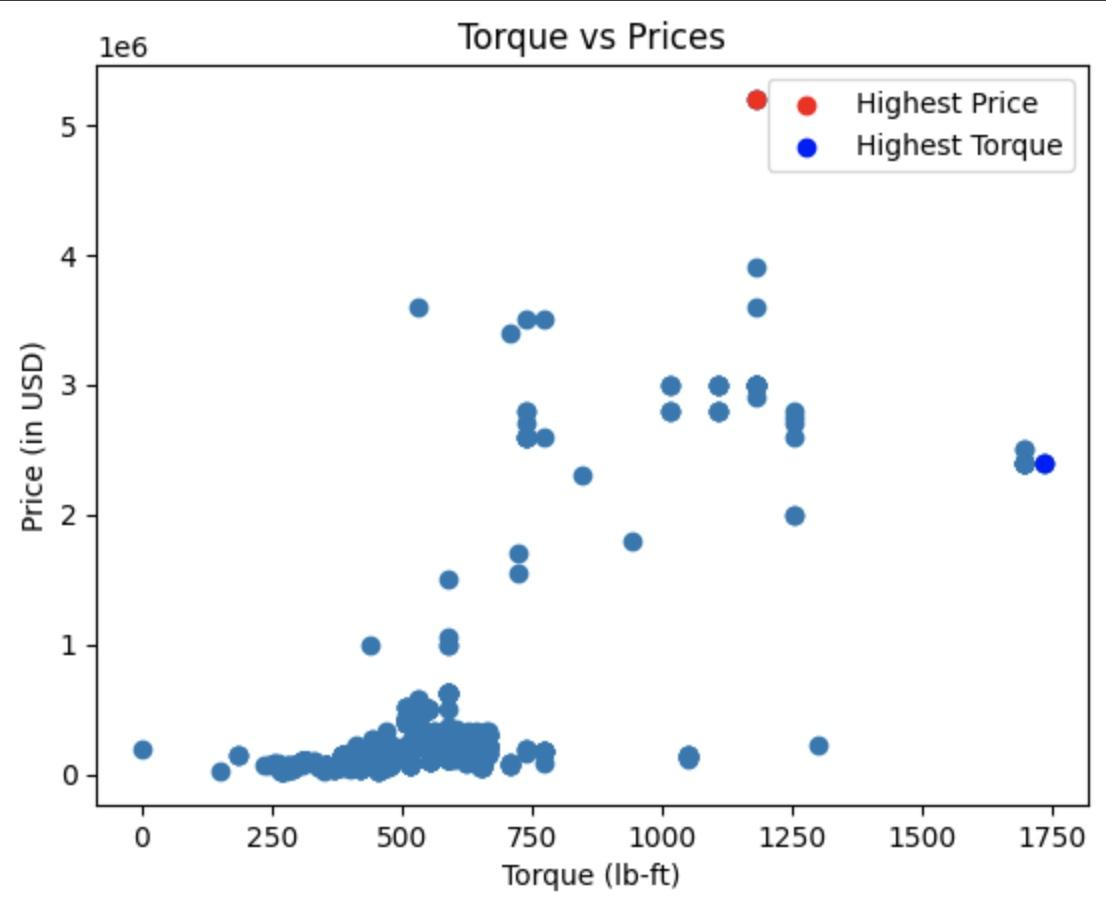 Torque vs Prices
1e6
Highest Price
Highest Torque
5
4
3
2
1
0
Price (in USD)
0 250 500 750 1000 1250 1500 1750
Torque (lb-ft)